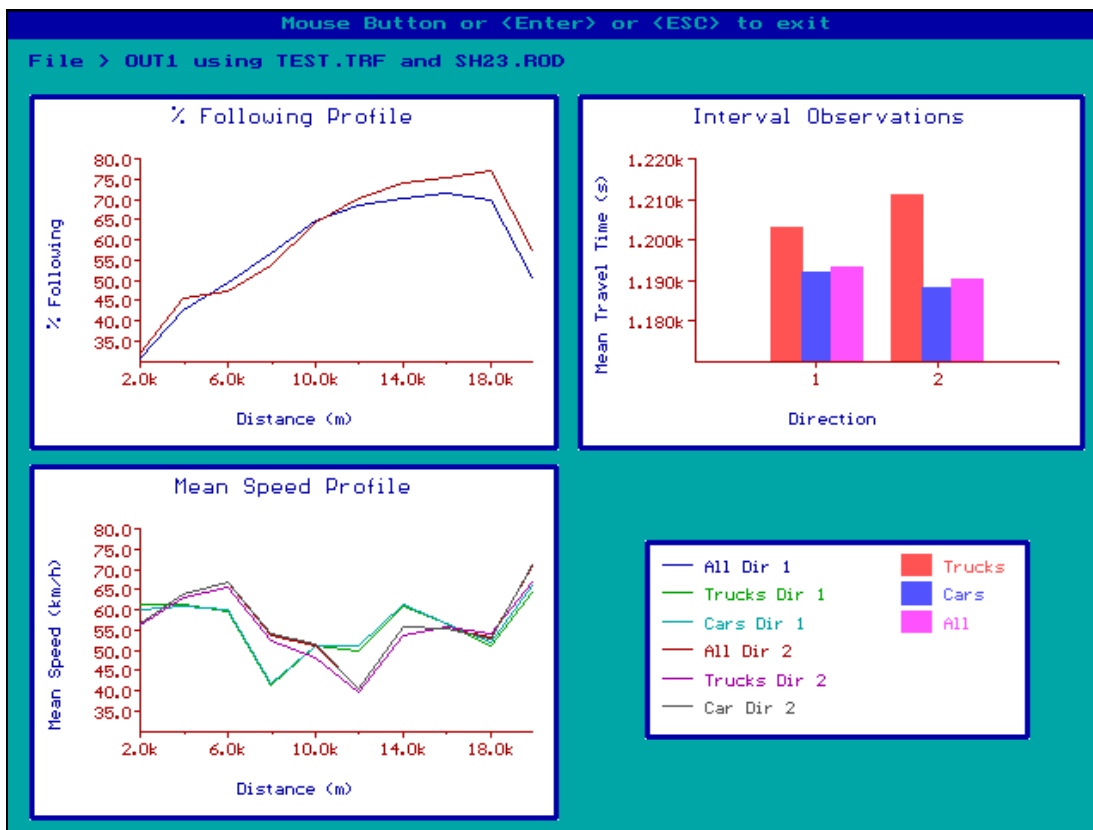 Mouse Button or <Enter> or <ESC> to exit
File > OUT1 using TEST.TRF and SH23.ROD
% Following Profile
80.0
75.0
70.0
65.0
60.0
55.0
50.0
45.0
40.0
35.0
% Following
2.0k 6.0k 10.0k 14.0k 18.0k
Distance (m)
Interval Observations
1.220k
1.210k
1.200k
1.190k
1.180k
Mean Travel Time (s)
1 2
Direction
Mean Speed Profile
80.0
75.0
70.0
65.0
60.0
55.0
50.0
45.0
40.0
35.0
Mean Speed (km/h)
2.0k 6.0k 10.0k 14.0k 18.0k
Distance (m)
All Dir 1
Trucks Dir 1
Cars Dir 1
All Dir 2
Trucks Dir 2
Car Dir 2
Trucks
Cars
All